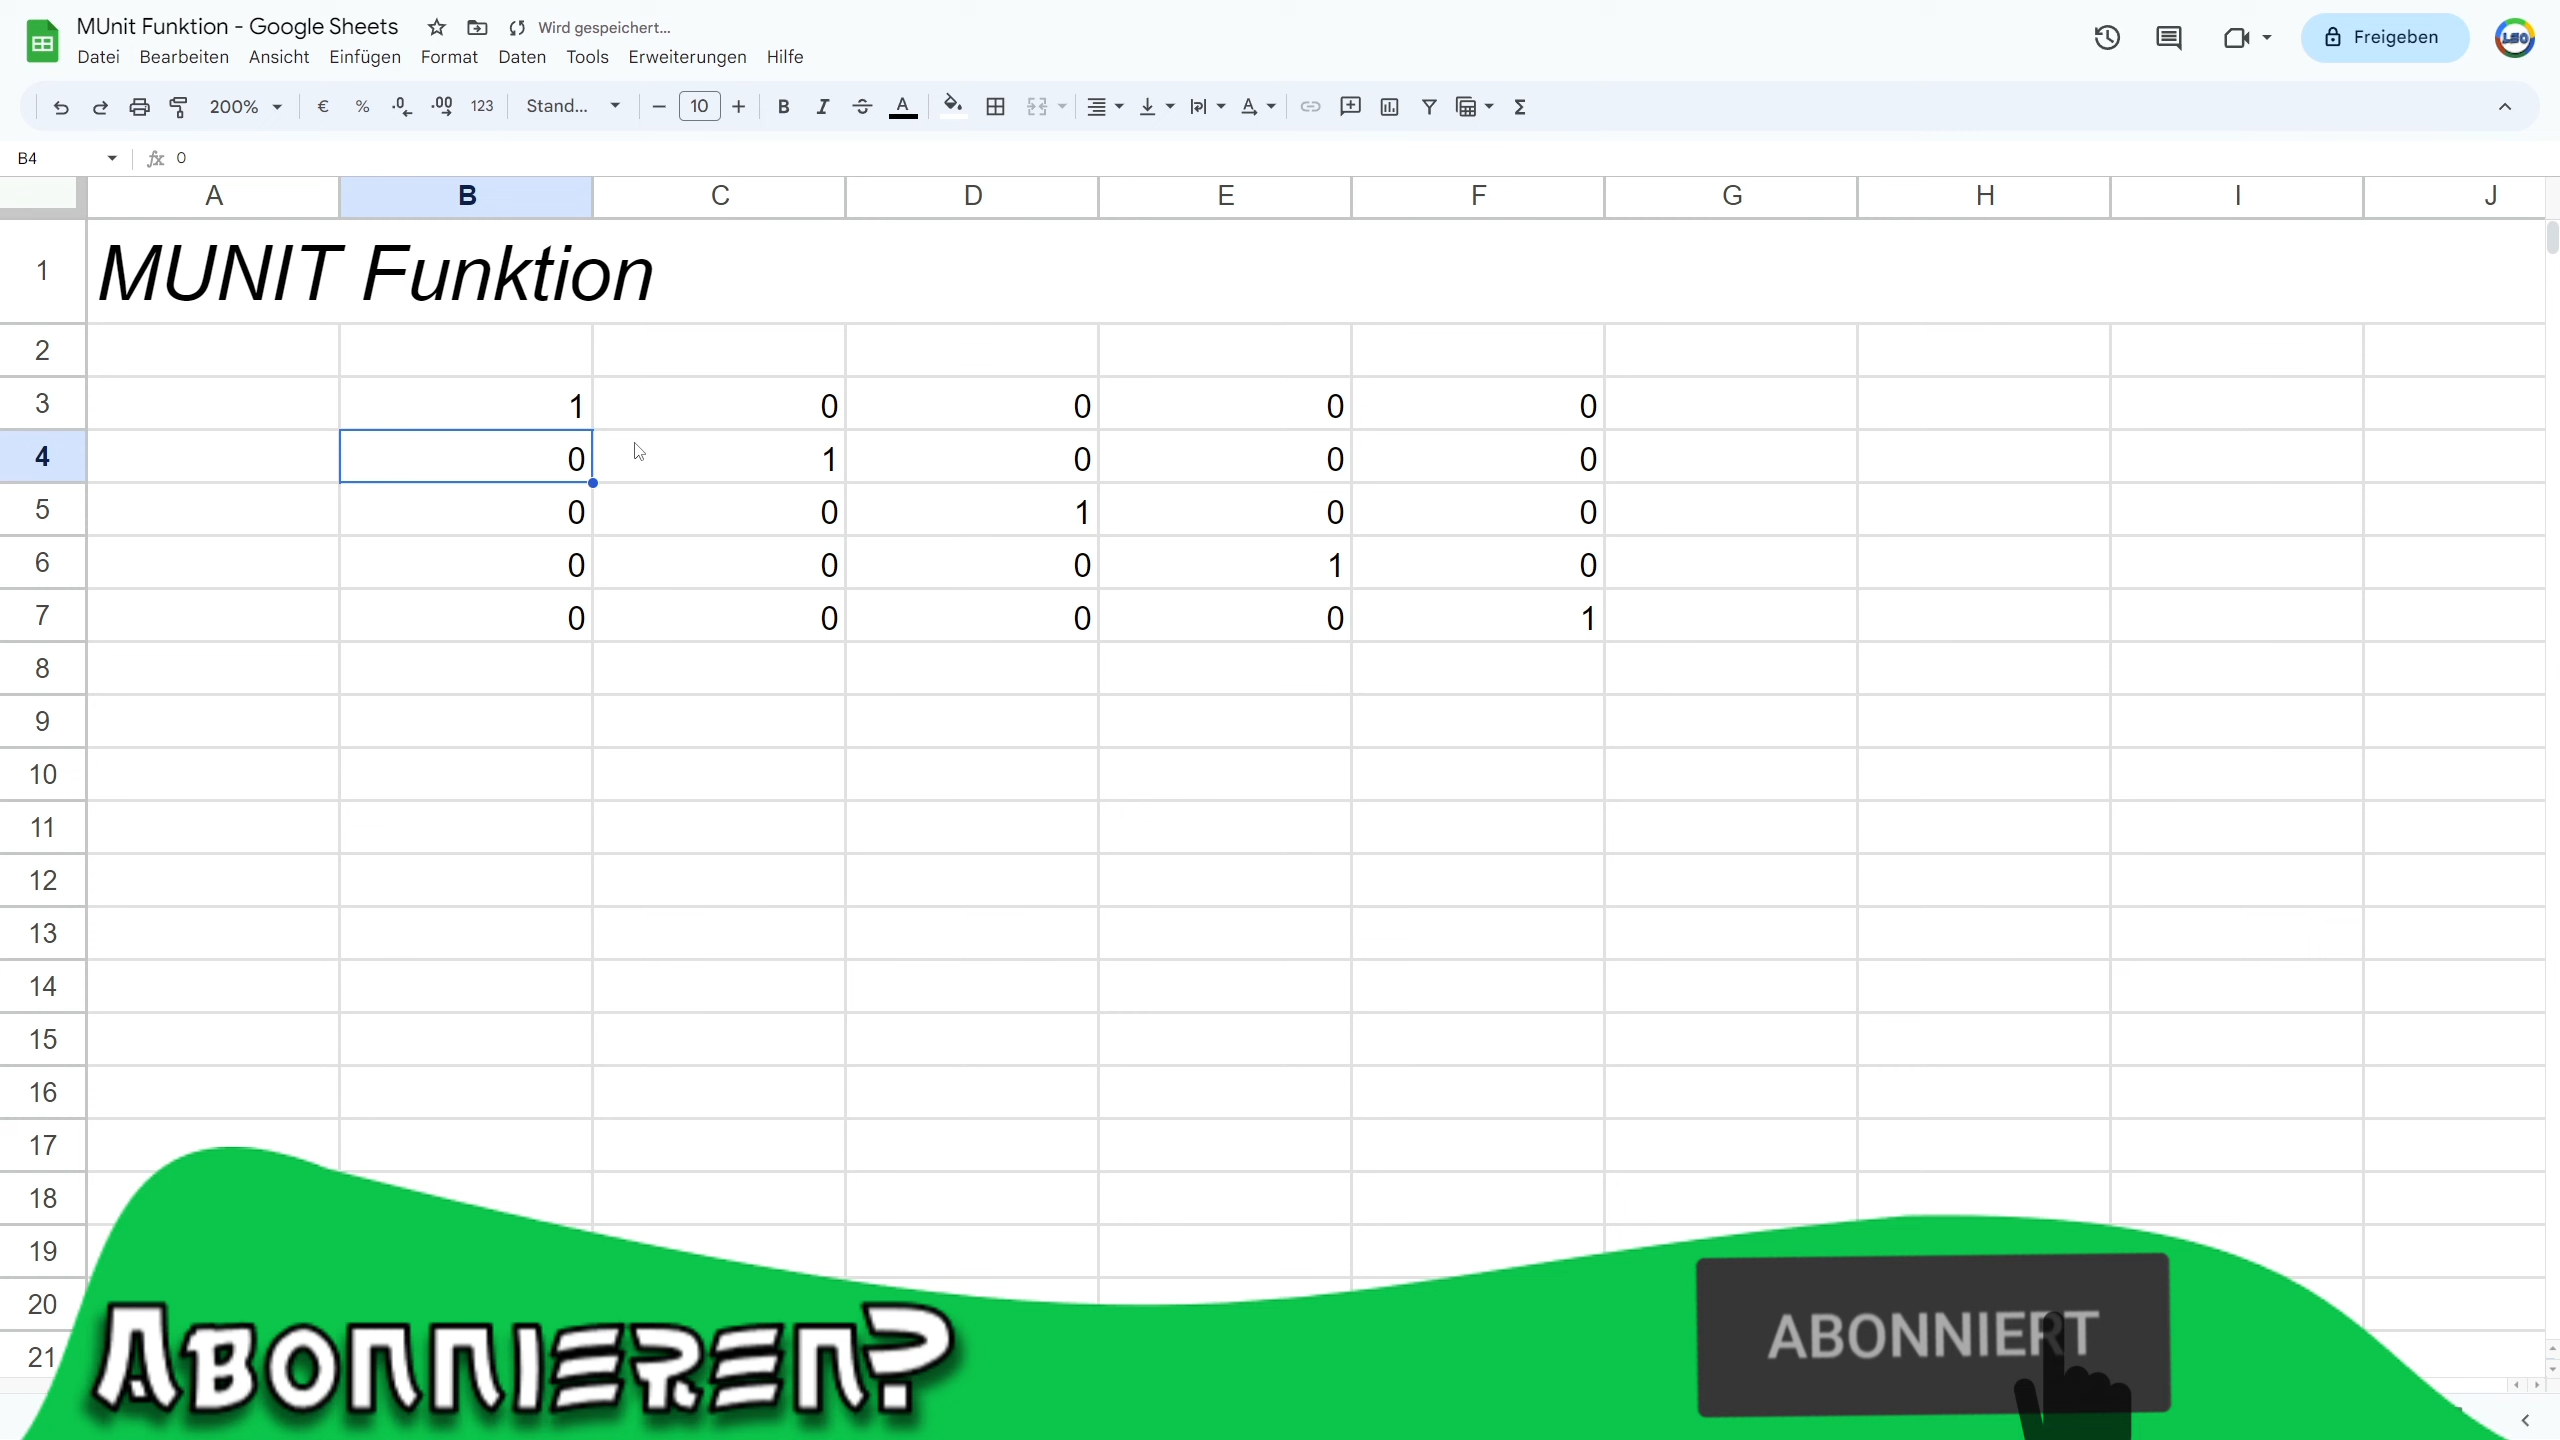 MUnit Funktion - Google Sheets Wird gespeichert...
Datei Bearbeiten Ansicht Einfügen Format Daten Tools Erweiterungen Hilfe
Freigeben
LSO
200% € % .0 .00 123 Stand... 10 B I A A Σ
B4 fx 0
A B C D E F G H I J
1 MUNIT Funktion
2
3 1 0 0 0 0
4 0 1 0 0 0
5 0 0 1 0 0
6 0 0 0 1 0
7 0 0 0 0 1
8
9
10
11
12
13
14
15
16
17
18
19
20
21
Abonnieren?
ABONNIERT